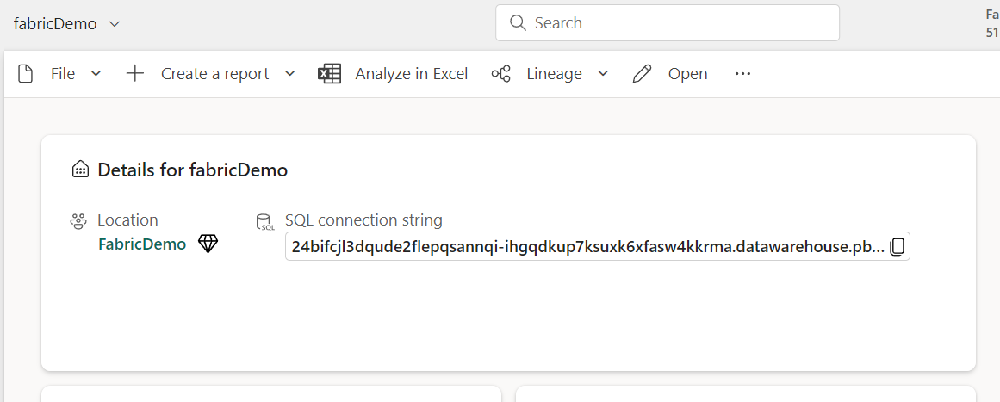 fabricDemo
Search
Fa
51
File
Create a report
Analyze in Excel
Lineage
Open
...
Details for fabricDemo
Location
SQL connection string
FabricDemo
SQL
24bifcjl3dqude2flepqsannqi-ihgqdkup7ksuxk6xfasw4kkrma.datawarehouse.pb...